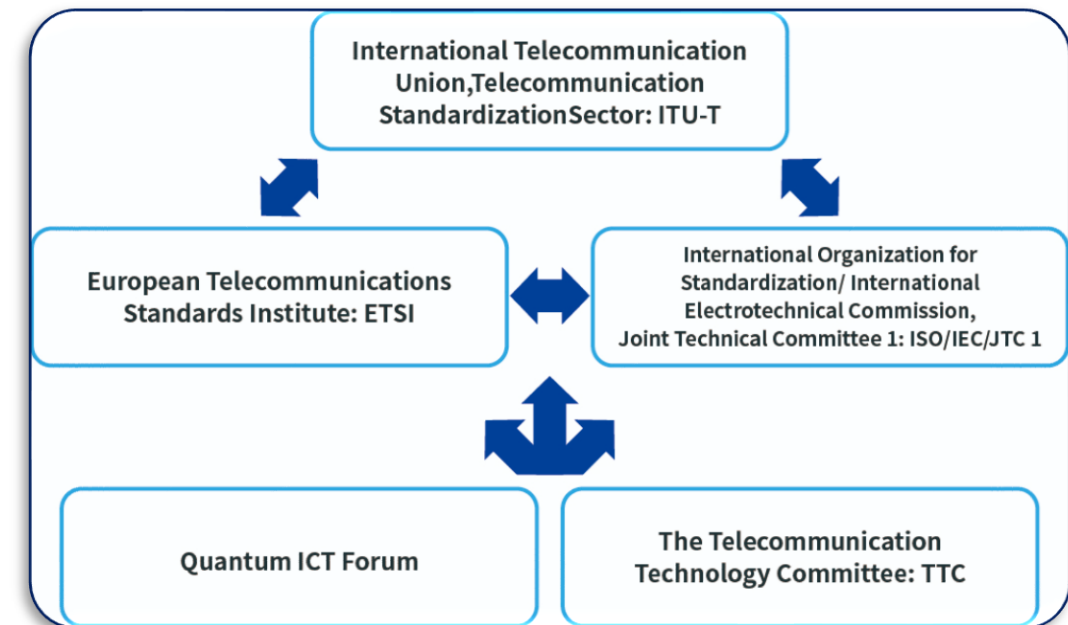 International Telecommunication
Union,Telecommunication
StandardizationSector: ITU-T
European Telecommunications
Standards Institute: ETSI
International Organization for
Standardization/ International
Electrotechnical Commission,
Joint Technical Committee 1: ISO/IEC/JTC 1
Quantum ICT Forum
The Telecommunication
Technology Committee: TTC